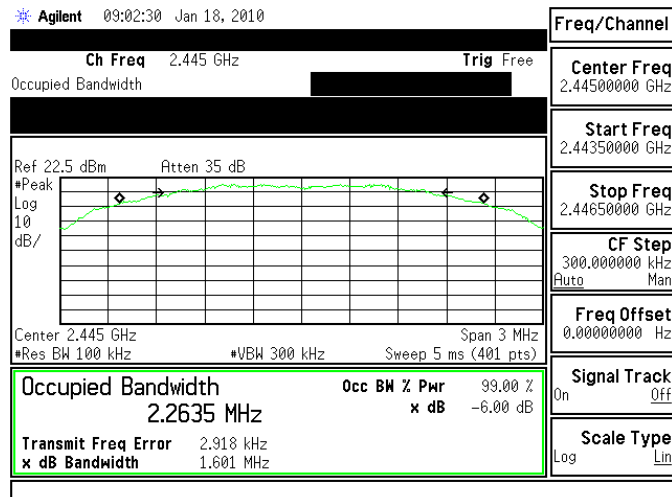 Agilent 09:02:30 Jan 18, 2010
Freq/Channel
Ch Freq 2.445 GHz Trig Free
Occupied Bandwidth
Center Freq
2.44500000 GHz
Start Freq
2.44350000 GHz
Stop Freq
2.44650000 GHz
CF Step
300.000000 kHz
Auto Man
Freq Offset
0.00000000 Hz
Signal Track
On Off
Scale Type
Log Lin
Ref 22.5 dBm Atten 35 dB
#Peak
Log
10
dB/
Center 2.445 GHz Span 3 MHz
#Res BW 100 kHz #VBW 300 kHz Sweep 5 ms (401 pts)
Occupied Bandwidth Occ BW % Pwr 99.00 %
2.2635 MHz x dB -6.00 dB
Transmit Freq Error 2.918 kHz
x dB Bandwidth 1.601 MHz